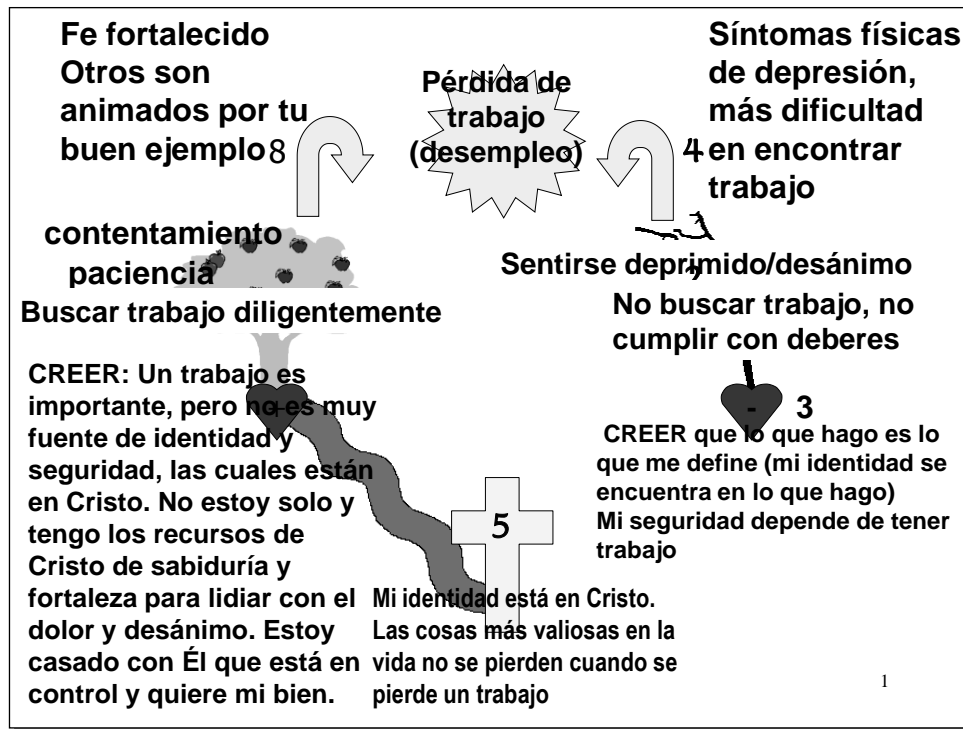 Fe fortalecido
Otros son
animados por tu
buen ejemplo 8
Pérdida de
trabajo
(desempleo)
Síntomas físicas
de depresión,
más dificultad
4 en encontrar
trabajo
contentamiento
paciencia
Buscar trabajo diligentemente
Sentirse deprimido/desánimo
No buscar trabajo, no
cumplir con deberes
CREER: Un trabajo es
importante, pero no es muy
fuente de identidad y
seguridad, las cuales están
en Cristo. No estoy solo y
tengo los recursos de
Cristo de sabiduría y
fortaleza para lidiar con el
dolor y desánimo. Estoy
casado con Él que está en
control y quiere mi bien.
+
- 3
CREER que lo que hago es lo
que me define (mi identidad se
encuentra en lo que hago)
Mi seguridad depende de tener
trabajo
5
Mi identidad está en Cristo.
Las cosas más valiosas en la
vida no se pierden cuando se
pierde un trabajo
1